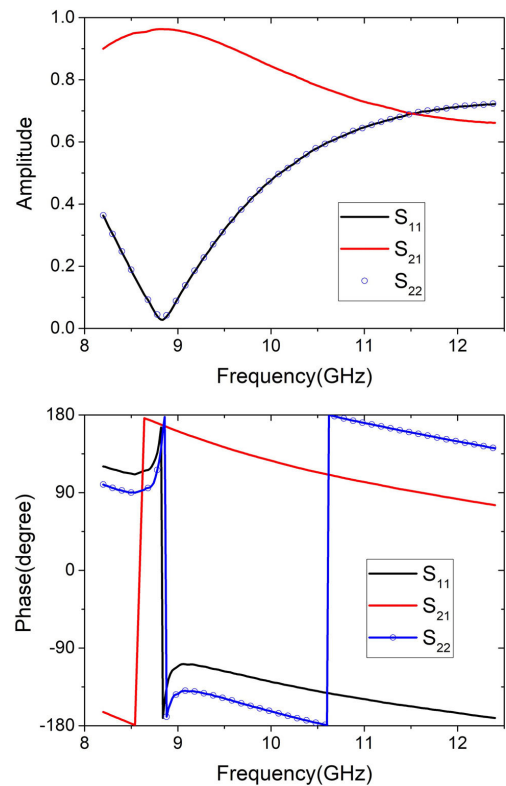 1.0
0.8
0.6
0.4
0.2
0.0
Amplitude
S11
S21
S22
8 9 10 11 12
Frequency(GHz)
180
90
0
-90
-180
Phase(degree)
S11
S21
S22
8 9 10 11 12
Frequency(GHz)